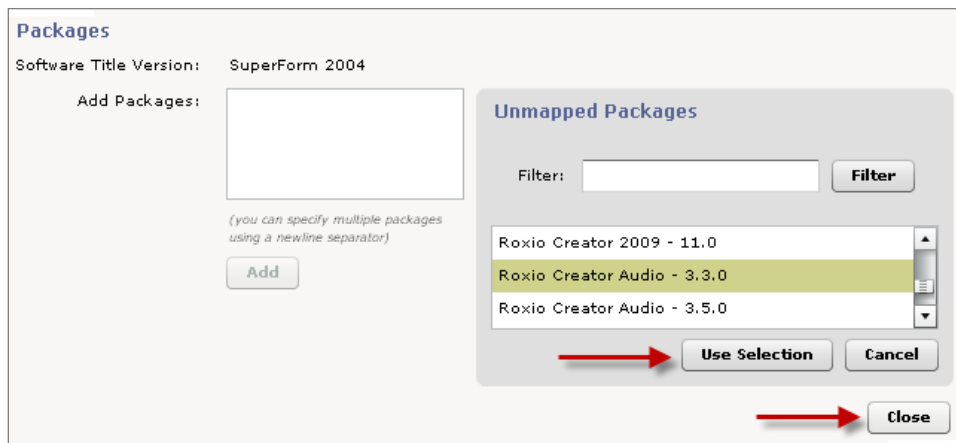 Packages
Software Title Version: SuperForm 2004
Add Packages:
Unmapped Packages
Filter: Filter
(you can specify multiple packages
using a newline separator)
Add
Roxio Creator 2009 - 11.0
Roxio Creator Audio - 3.3.0
Roxio Creator Audio - 3.5.0
Use Selection Cancel
Close